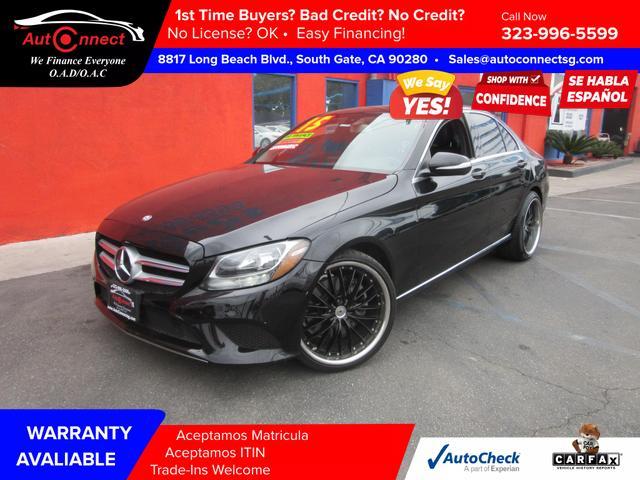 AutoConnect
We Finance Everyone
O.A.D/O.A.C
1st Time Buyers? Bad Credit? No Credit?
No License? OK • Easy Financing!
Call Now
323-996-5599
8817 Long Beach Blvd., South Gate, CA 90280 • Sales@autoconnectsg.com
We Say
YES!
SHOP WITH
CONFIDENCE
SE HABLA
ESPAÑOL
15
WARRANTY
AVALIABLE
Aceptamos Matricula
Aceptamos ITIN
Trade-Ins Welcome
AutoCheck
A part of Experian
CAR FOX
CARFAX
VEHICLE HISTORY REPORTS